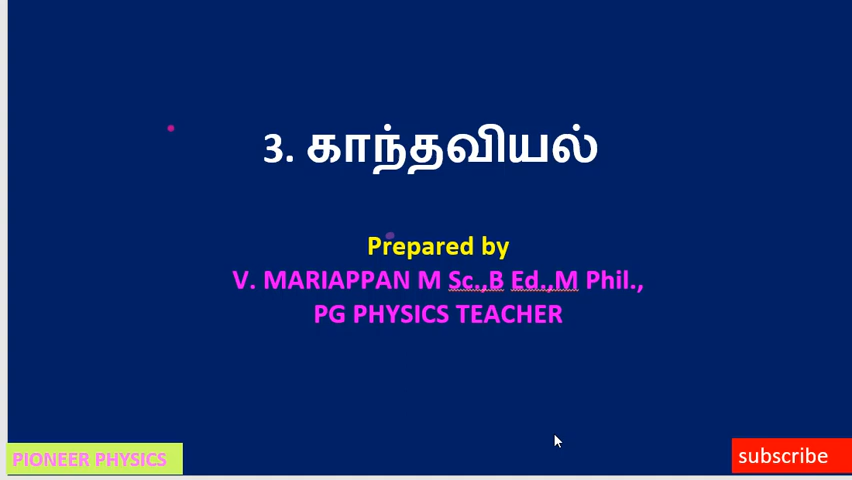 3. காந்தவியல்
Prepared by
V. MARIAPPAN M Sc.,B Ed.,M Phil.,
PG PHYSICS TEACHER
PIONEER PHYSICS
subscribe